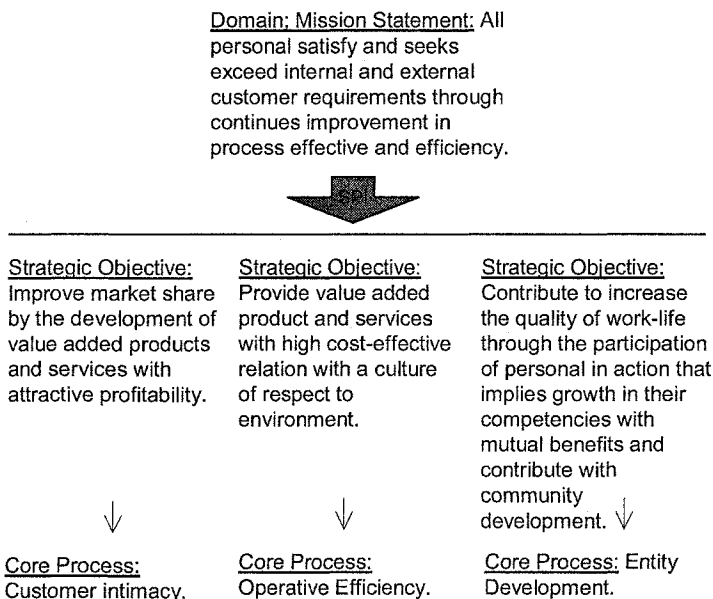 Domain; Mission Statement: All
personal satisfy and seeks
exceed internal and external
customer requirements through
continues improvement in
process effective and efficiency.
Strategic Objective:
Improve market share
by the development of
value added products
and services with
attractive profitability.
Strategic Objective:
Provide value added
product and services
with high cost-effective
relation with a culture
of respect to
environment.
Strategic Objective:
Contribute to increase
the quality of work-life
through the participation
of personal in action that
implies growth in their
competencies with
mutual benefits and
contribute with
community
development.
Core Process:
Customer intimacy.
Core Process:
Operative Efficiency.
Core Process; Entity
Development.